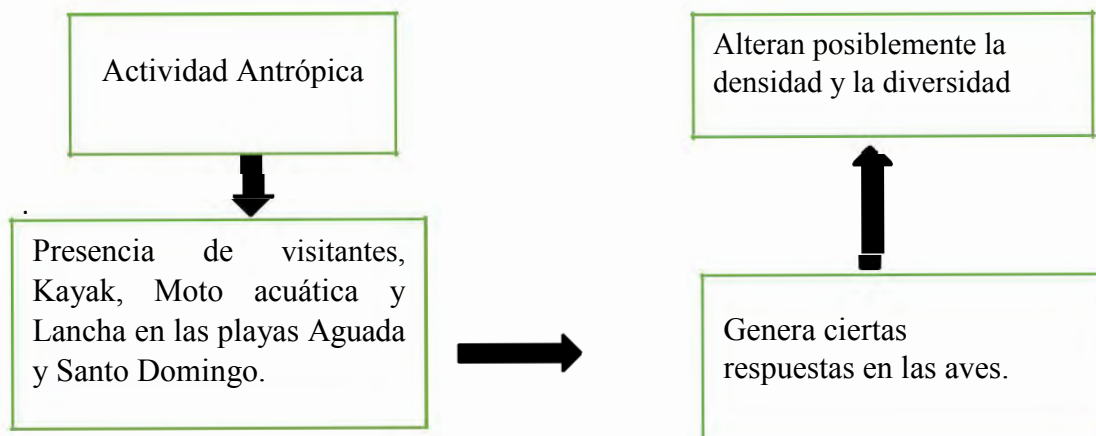 Actividad Antrópica
.
Presencia de visitantes,
Kayak, Moto acuática y
Lancha en las playas Aguada
y Santo Domingo.
Genera ciertas
respuestas en las aves.
Alteran posiblemente la
densidad y la diversidad